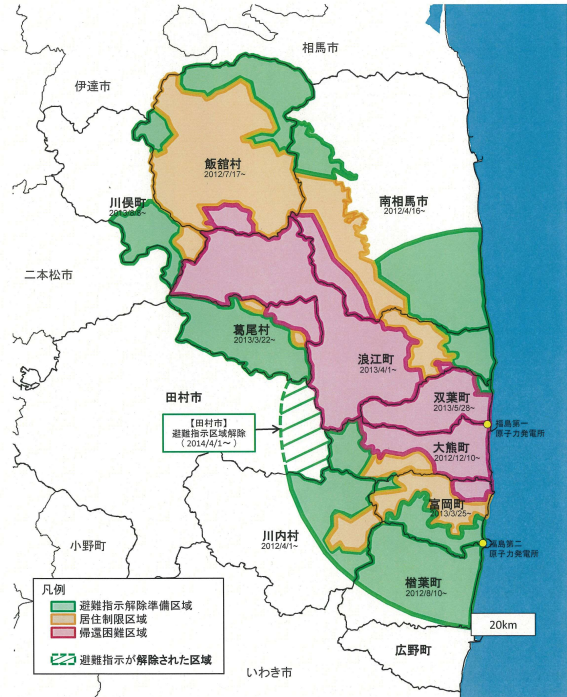 相馬市
伊達市
飯舘村
2012/7/17~
川俣町
2013/8/8~
南相馬市
2012/4/16~
二本松市
葛尾村
2013/3/22~
浪江町
2013/4/1~
田村市
双葉町
2013/5/28~
【田村市】
避難指示区域解除
(2014/4/1~)
福島第一
原子力発電所
大熊町
2012/12/10~
富岡町
2013/3/25~
川内村
2012/4/1~
小野町
福島第二
原子力発電所
楢葉町
2012/8/10~
凡例
避難指示解除準備区域
居住制限区域
帰還困難区域
避難指示が解除された区域
20km
広野町
いわき市